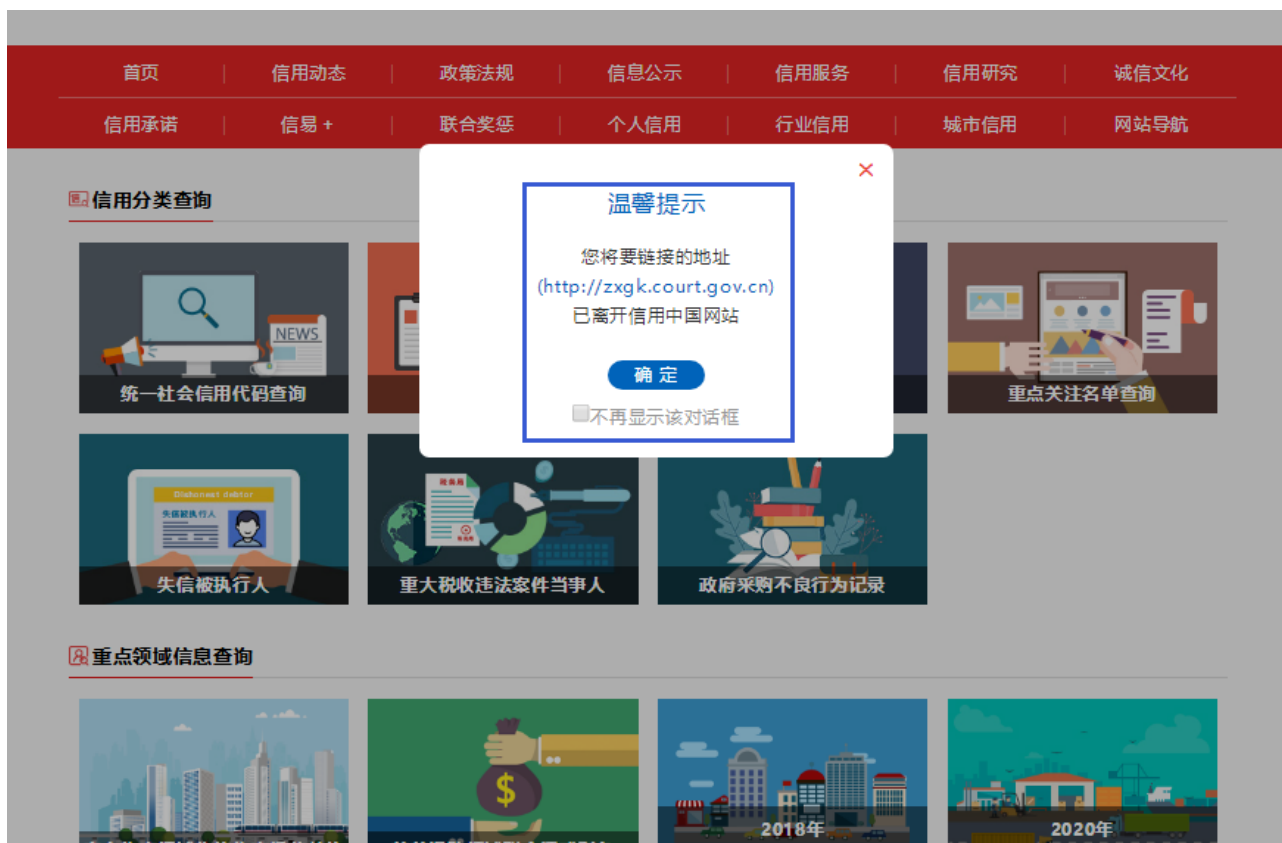 首页
信用动态
政策法规
信息公示
信用服务
信用研究
诚信文化
信用承诺
信易 +
联合奖惩
个人信用
行业信用
城市信用
网站导航
信用分类查询
温馨提示
您将要链接的地址
(http://zxgk.court.gov.cn)
已离开信用中国网站
确 定
不再显示该对话框
NEWS
统一社会信用代码查询
重点关注名单查询
Dishonest debtor
失信被执行人
失信被执行人
重大税收违法案件当事人
政府采购不良行为记录
重点领域信息查询
$
2018年
2020年